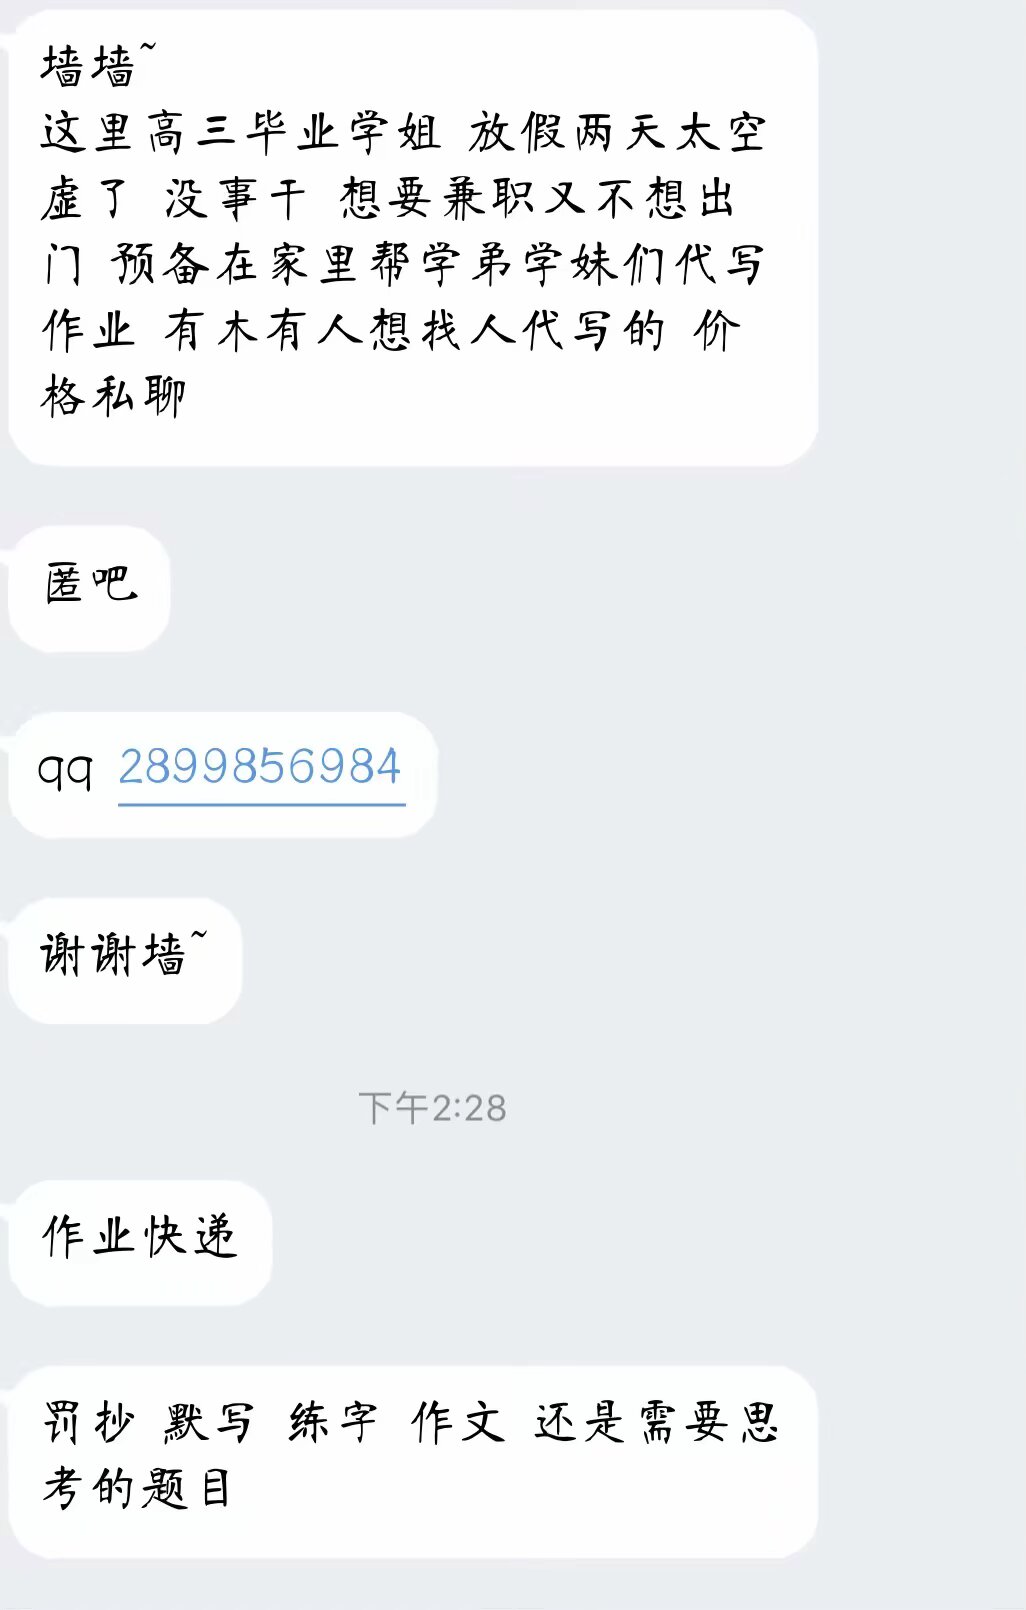 墙墙~
这里高三毕业学姐 放假两天太空
虚了 没事干 想要兼职又不想出
门 预备在家里帮学弟学妹们代写
作业 有木有人想找人代写的 价
格私聊
匿吧
qq 2899856984
谢谢墙~
下午2:28
作业快递
罚抄 默写 练字 作文 还是需要思
考的题目